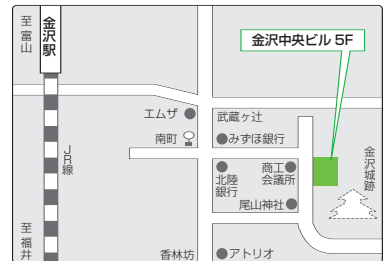 至富山
金沢駅
金沢中央ビル 5F
エムザ
武蔵ヶ辻
南町
みずほ銀行
JR線
北陸
銀行
商工
会議所
金沢城跡
尾山神社
至福井
香林坊
アトリオ